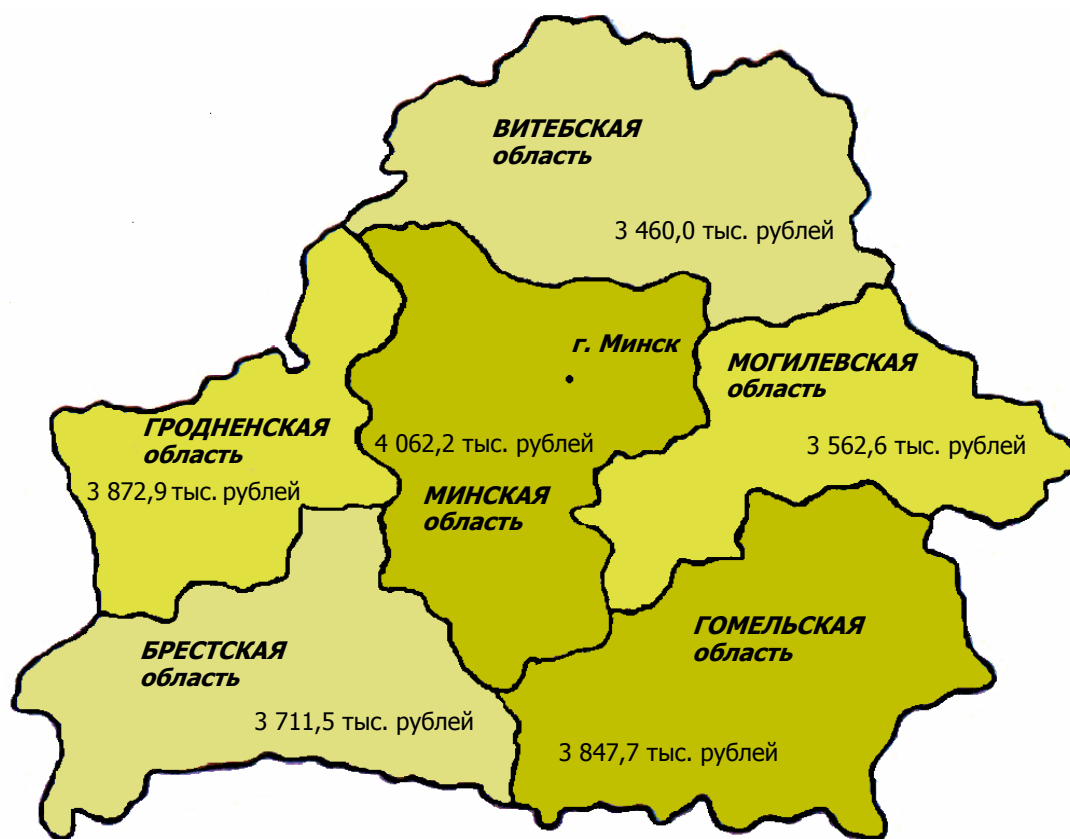 ВИТЕБСКАЯ
область
3 460,0 тыс. рублей
г. Минск
МОГИЛЕВСКАЯ
область
3 562,6 тыс. рублей
ГРОДНЕНСКАЯ
область
3 872,9 тыс. рублей
4 062,2 тыс. рублей
МИНСКАЯ
область
ГОМЕЛЬСКАЯ
область
3 847,7 тыс. рублей
БРЕСТСКАЯ
область
3 711,5 тыс. рублей